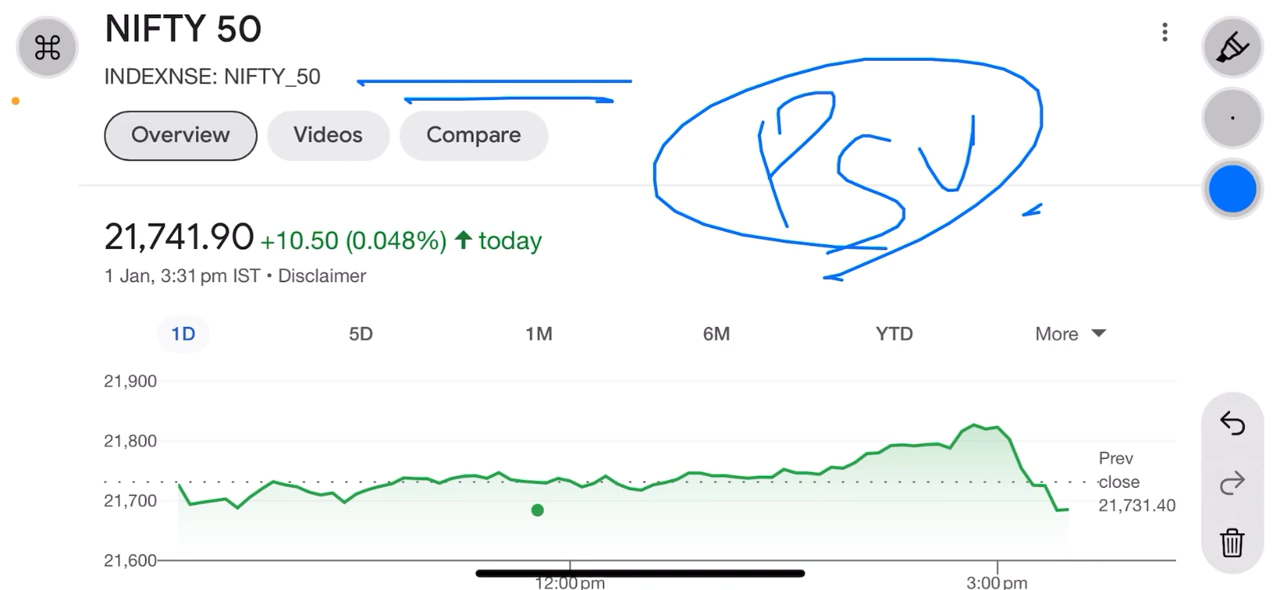 NIFTY 50
INDEXNSE: NIFTY_50
Overview Videos Compare
PSU
21,741.90 +10.50 (0.048%) ↑ today
1 Jan, 3:31 pm IST • Disclaimer
1D 5D 1M 6M YTD More
21,900
21,800
21,700
21,600
Prev
close
21,731.40
12:00 pm 3:00 pm